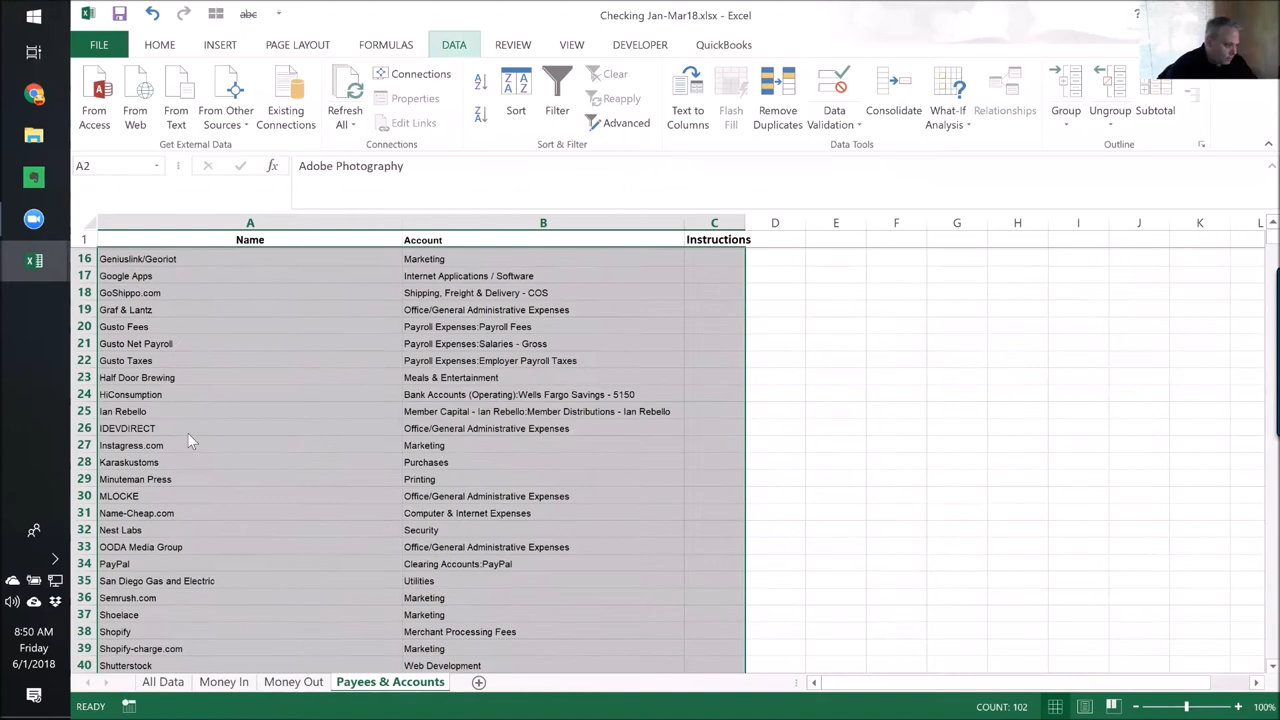 abc
Checking Jan-Mar18.xlsx - Excel
?
FILE HOME INSERT PAGE LAYOUT FORMULAS DATA REVIEW VIEW DEVELOPER QuickBooks
From Access
From Web
From Text
From Other Sources
Existing Connections
Get External Data
Refresh All
Connections
Properties
Edit Links
Connections
Sort
Filter
Clear
Reapply
Advanced
Sort & Filter
Text to Columns
Flash Fill
Remove Duplicates
Data Validation
Consolidate
What-If Analysis
Relationships
Data Tools
Group
Ungroup
Subtotal
Outline
A2 fx Adobe Photography
A B C D E F G H I J K L
1 Name Account Instructions
16 Geniuslink/Georiot Marketing
17 Google Apps Internet Applications / Software
18 GoShippo.com Shipping, Freight & Delivery - COS
19 Graf & Lantz Office/General Administrative Expenses
20 Gusto Fees Payroll Expenses:Payroll Fees
21 Gusto Net Payroll Payroll Expenses:Salaries - Gross
22 Gusto Taxes Payroll Expenses:Employer Payroll Taxes
23 Half Door Brewing Meals & Entertainment
24 HiConsumption Bank Accounts (Operating):Wells Fargo Savings - 5150
25 Ian Rebello Member Capital - Ian Rebello:Member Distributions - Ian Rebello
26 IDEVDIRECT Office/General Administrative Expenses
27 Instagress.com Marketing
28 Karaskustoms Purchases
29 Minuteman Press Printing
30 MLOCKE Office/General Administrative Expenses
31 Name-Cheap.com Computer & Internet Expenses
32 Nest Labs Security
33 OODA Media Group Office/General Administrative Expenses
34 PayPal Clearing Accounts:PayPal
35 San Diego Gas and Electric Utilities
36 Semrush.com Marketing
37 Shoelace Marketing
38 Shopify Merchant Processing Fees
39 Shopify-charge.com Marketing
40 Shutterstock Web Development
All Data Money In Money Out Payees & Accounts
READY COUNT: 102 100%
8:50 AM
Friday
6/1/2018